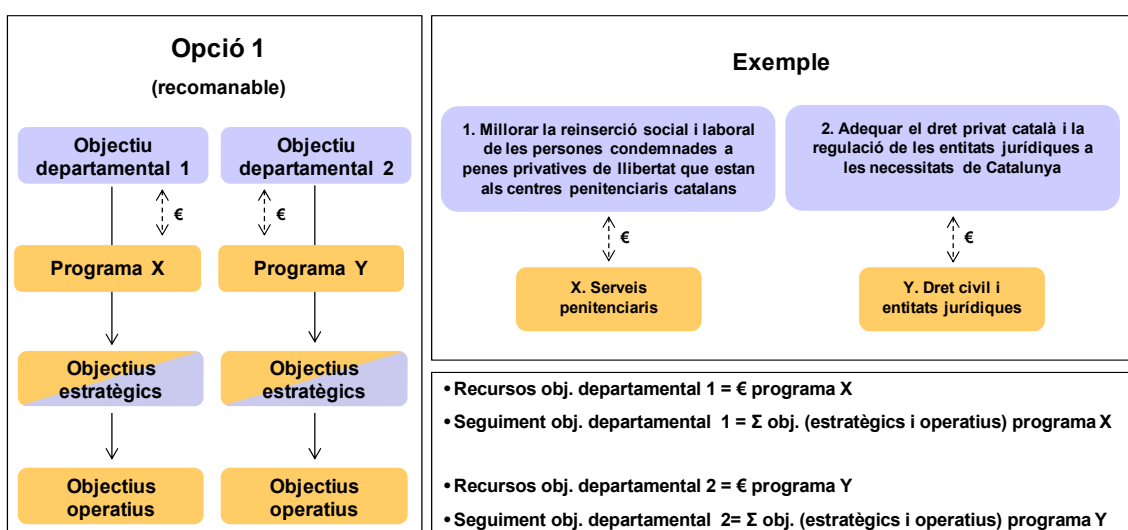 Opció 1
(recomanable)
Objectiu
departamental 1
Objectiu
departamental 2
€
€
Programa X
Programa Y
Objectius
estratègics
Objectius
estratègics
Objectius
operatius
Objectius
operatius
Exemple
1. Millorar la reinserció social i laboral
de les persones condemnades a
penes privatives de llibertat que estan
als centres penitenciaris catalans
2. Adequar el dret privat català i la
regulació de les entitats jurídiques a
les necessitats de Catalunya
€
€
X. Serveis
penitenciaris
Y. Dret civil i
entitats jurídiques
• Recursos obj. departamental 1 = € programa X
• Seguiment obj. departamental 1 = Σ obj. (estratègics i operatius) programa X
• Recursos obj. departamental 2 = € programa Y
• Seguiment obj. departamental 2= Σ obj. (estratègics i operatius) programa Y